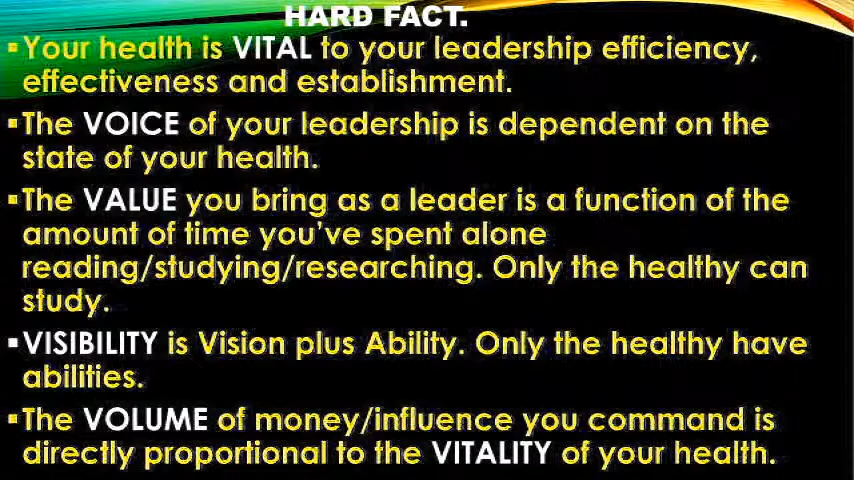 HARD FACT.
▪Your health is VITAL to your leadership efficiency,
effectiveness and establishment.
▪The VOICE of your leadership is dependent on the
state of your health.
▪The VALUE you bring as a leader is a function of the
amount of time you’ve spent alone
reading/studying/researching. Only the healthy can
study.
▪VISIBILITY is Vision plus Ability. Only the healthy have
abilities.
▪The VOLUME of money/influence you command is
directly proportional to the VITALITY of your health.